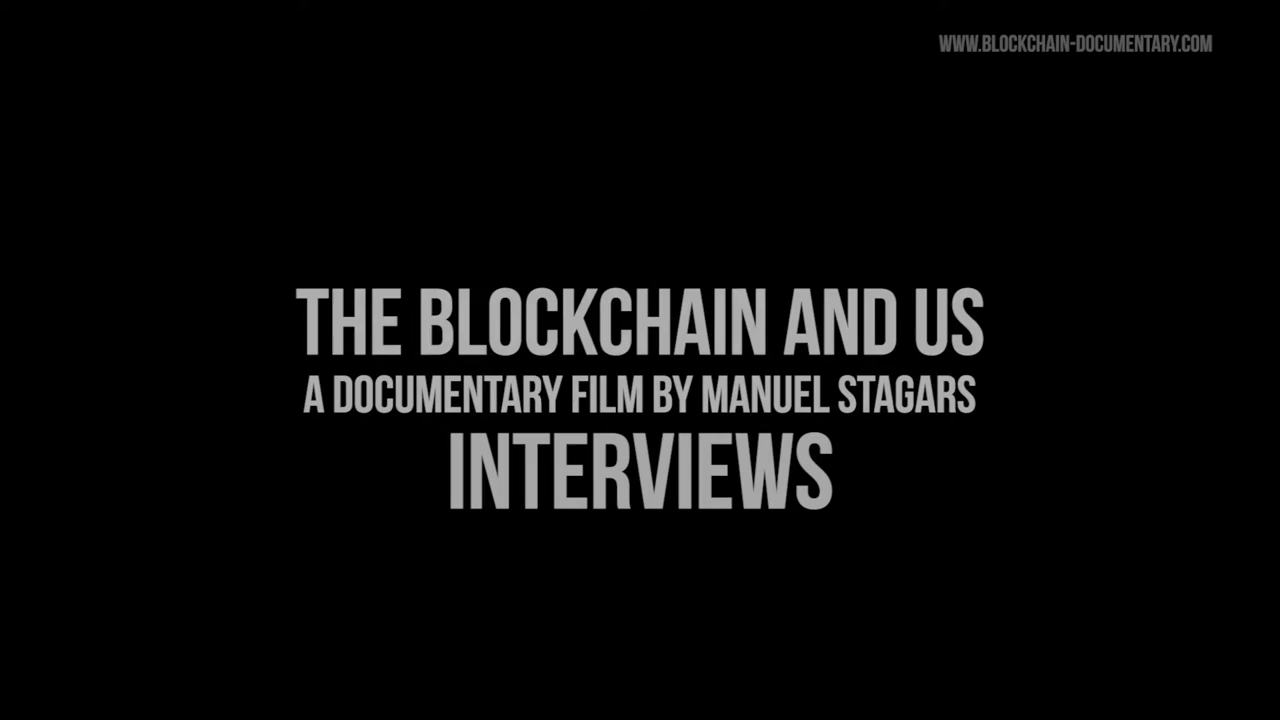 WWW.BLOCKCHAIN-DOCUMENTARY.COM
THE BLOCKCHAIN AND US
A DOCUMENTARY FILM BY MANUEL STAGARS
INTERVIEWS